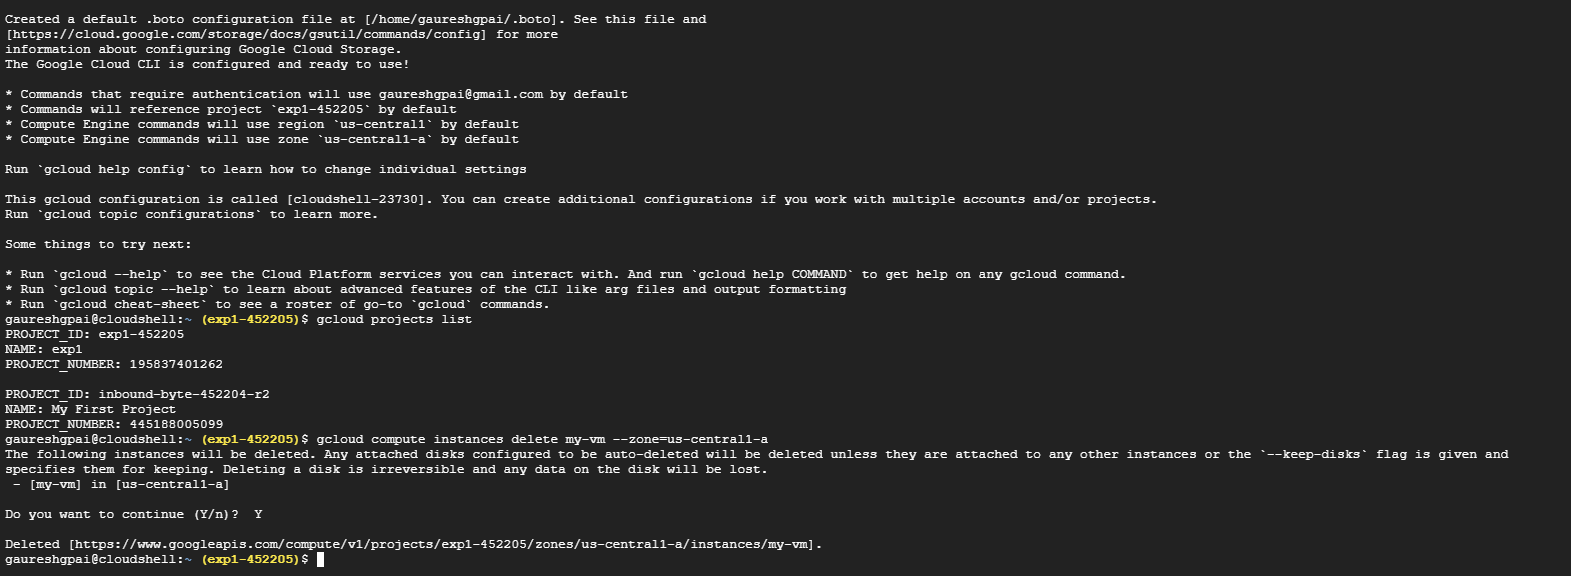 Created a default .boto configuration file at [/home/gaureshgpai/.boto]. See this file and
[https://cloud.google.com/storage/docs/gsutil/commands/config] for more
information about configuring Google Cloud Storage.
The Google Cloud CLI is configured and ready to use!
* Commands that require authentication will use gaureshgpai@gmail.com by default
* Commands will reference project `exp1-452205` by default
* Compute Engine commands will use region `us-central1` by default
* Compute Engine commands will use zone `us-central1-a` by default
Run `gcloud help config` to learn how to change individual settings
This gcloud configuration is called [cloudshell-23730]. You can create additional configurations if you work with multiple accounts and/or projects.
Run `gcloud topic configurations` to learn more.
Some things to try next:
* Run `gcloud --help` to see the Cloud Platform services you can interact with. And run `gcloud help COMMAND` to get help on any gcloud command.
* Run `gcloud topic --help` to learn about advanced features of the CLI like arg files and output formatting
* Run `gcloud cheat-sheet` to see a roster of go-to `gcloud` commands.
gaureshgpai@cloudshell:~ (exp1-452205)$ gcloud projects list
PROJECT_ID: exp1-452205
NAME: exp1
PROJECT_NUMBER: 195837401262
PROJECT_ID: inbound-byte-452204-r2
NAME: My First Project
PROJECT_NUMBER: 445188005099
gaureshgpai@cloudshell:~ (exp1-452205)$ gcloud compute instances delete my-vm --zone=us-central1-a
The following instances will be deleted. Any attached disks configured to be auto-deleted will be deleted unless they are attached to any other instances or the `--keep-disks` flag is given and
specifies them for keeping. Deleting a disk is irreversible and any data on the disk will be lost.
 - [my-vm] in [us-central1-a]
Do you want to continue (Y/n)?  Y
Deleted [https://www.googleapis.com/compute/v1/projects/exp1-452205/zones/us-central1-a/instances/my-vm].
gaureshgpai@cloudshell:~ (exp1-452205)$